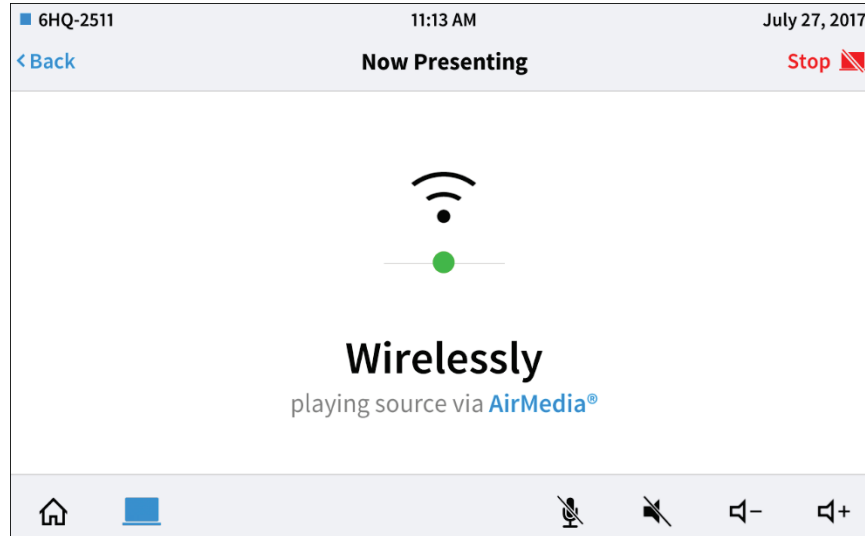 6HQ-2511 11:13 AM July 27, 2017
< Back Now Presenting Stop
Wirelessly
playing source via AirMedia®